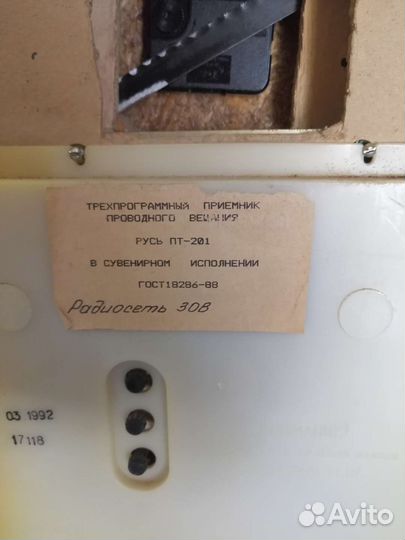 ТРЕХПРОГРАММНЫЙ ПРИЕМНИК
ПРОВОДНОГО ВЕЩАНИЯ
РУСЬ ПТ-201
В СУВЕНИРНОМ ИСПОЛНЕНИИ
ГОСТ18286-88
Радиосеть 30В
03 1992
17118
Avito